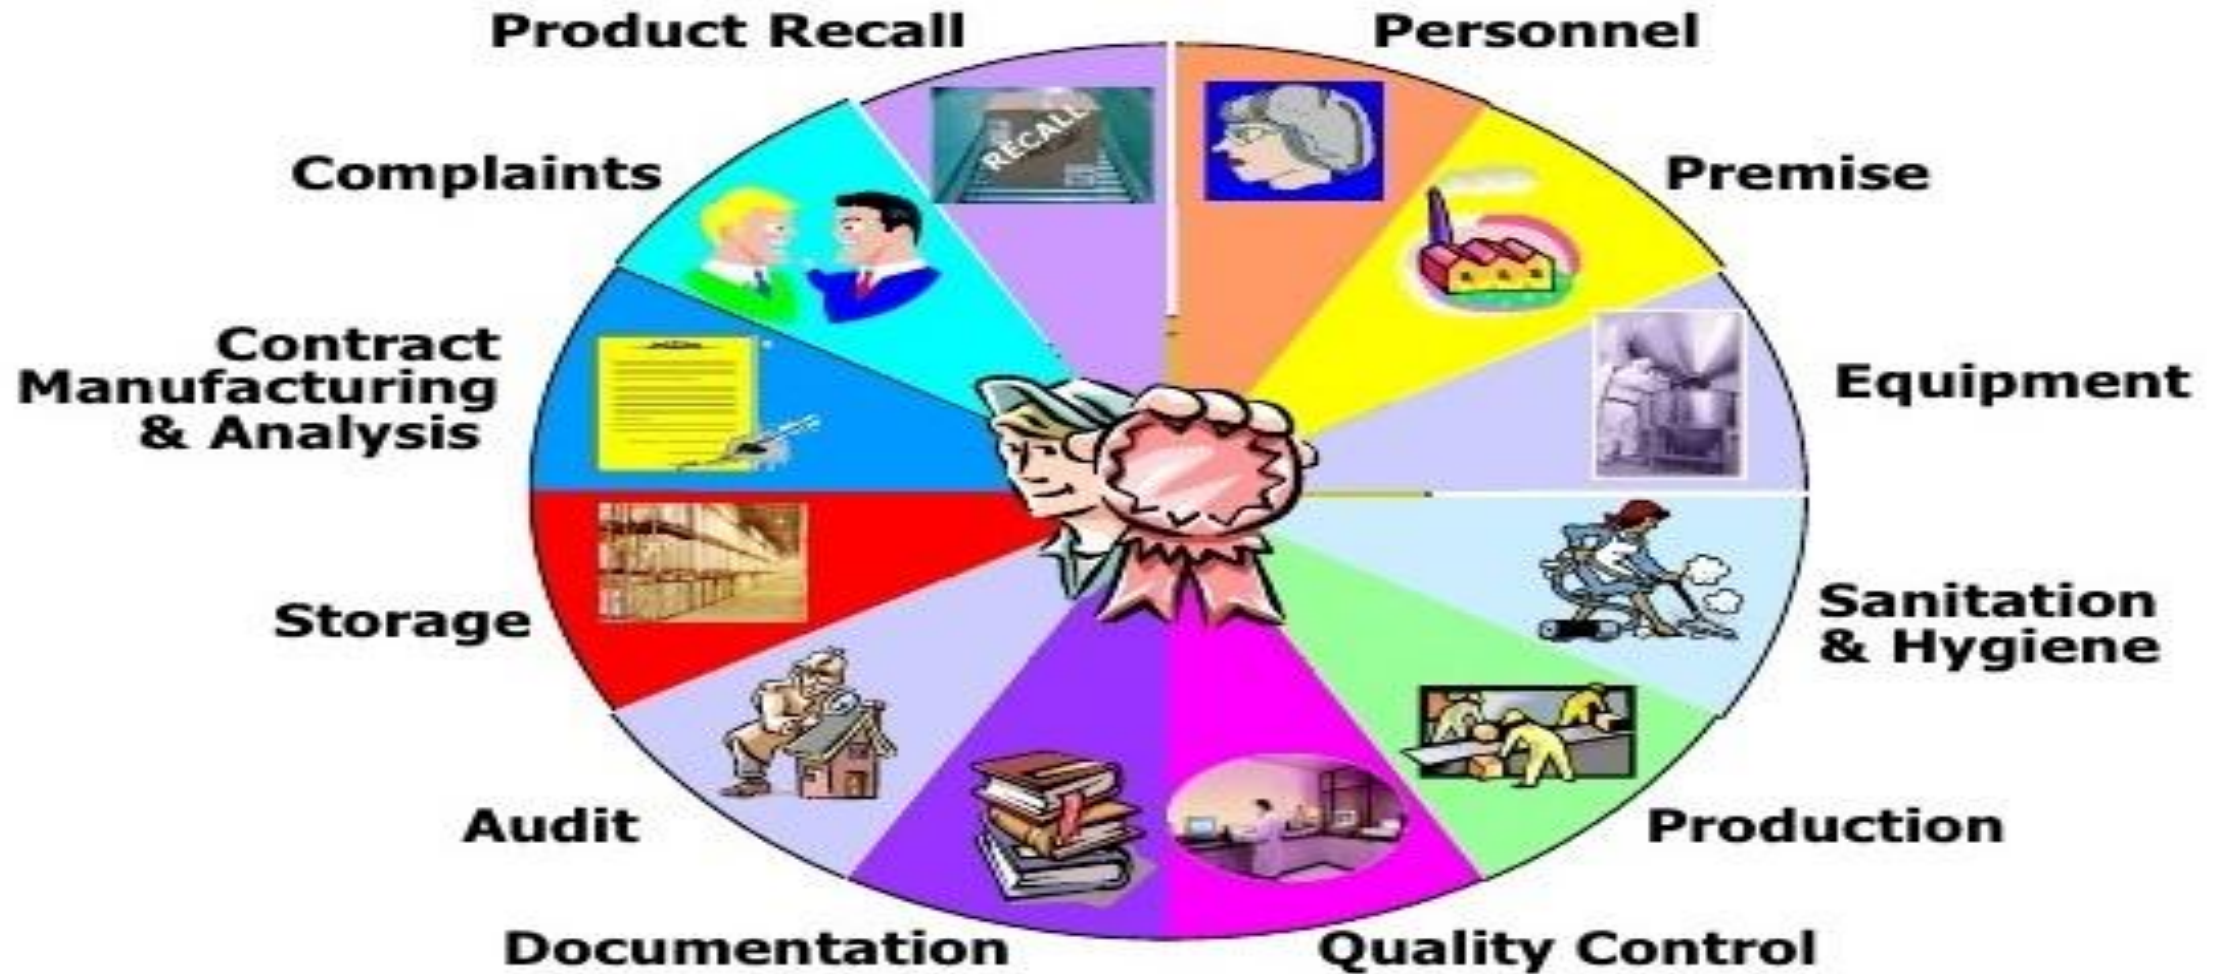 Product Recall
Personnel
Complaints
Premise
RECALL
Contract
Manufacturing
& Analysis
Equipment
Storage
Sanitation
& Hygiene
Audit
Production
Documentation
Quality Control